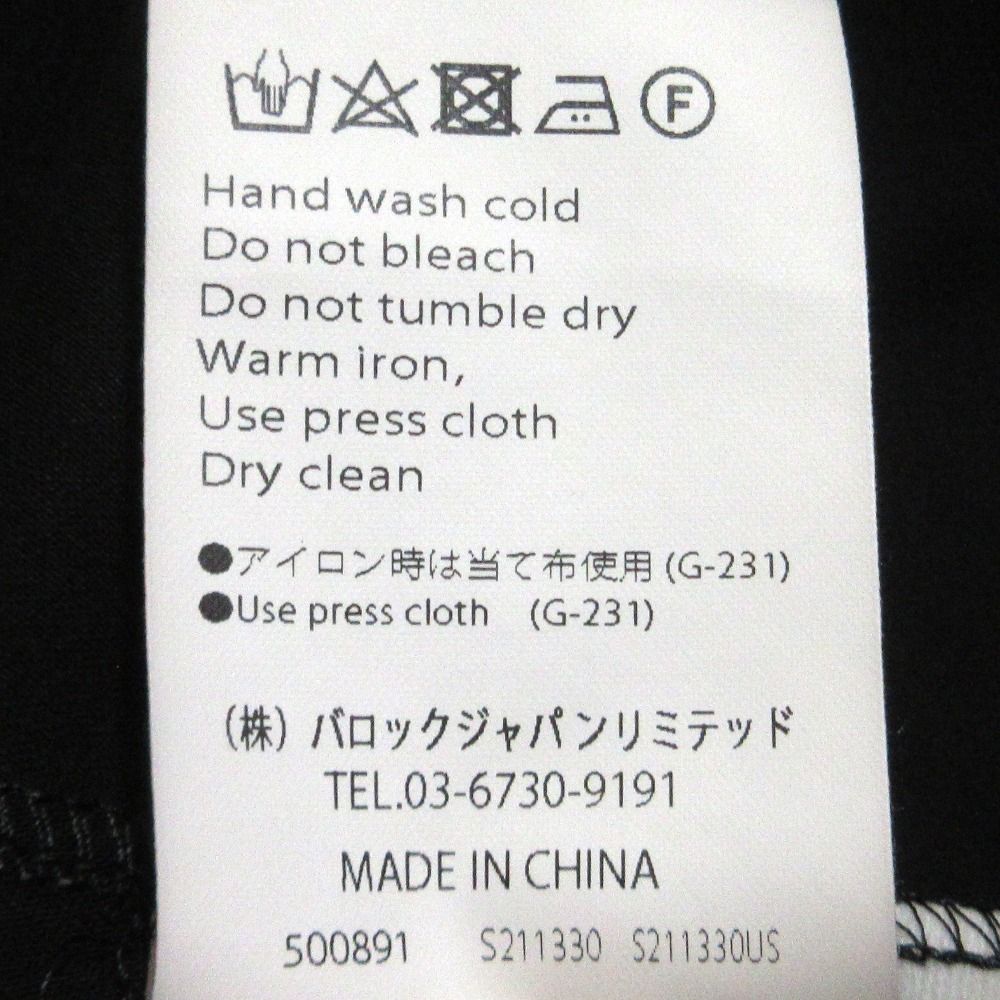 F
Hand wash cold
Do not bleach
Do not tumble dry
Warm iron,
Use press cloth
Dry clean
●アイロン時は当て布使用 (G-231)
●Use press cloth (G-231)
(株) バロックジャパンリミテッド
TEL.03-6730-9191
MADE IN CHINA
500891 S211330 S211330US